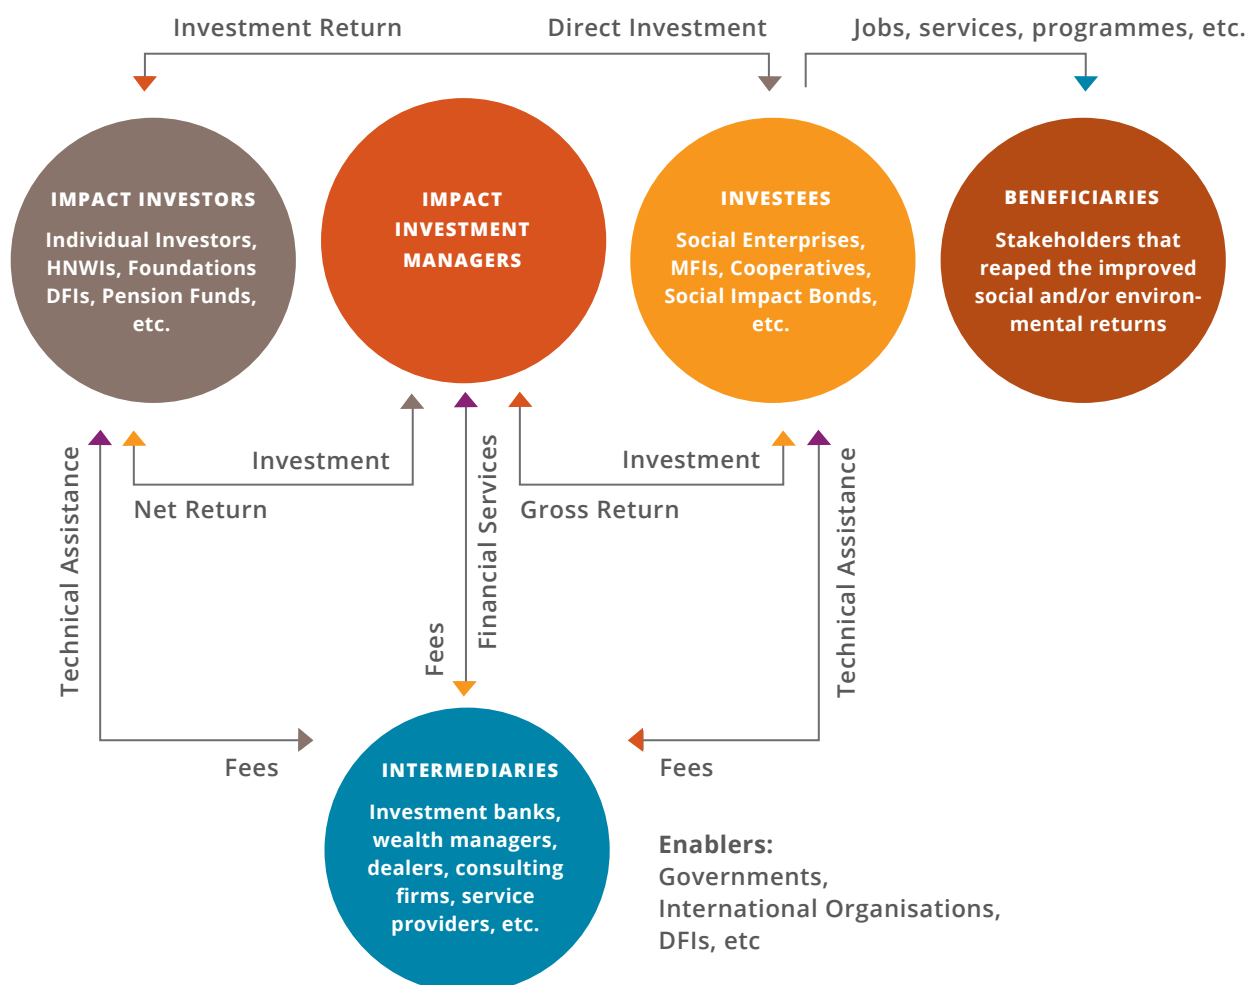 Investment Return
Direct Investment
Jobs, services, programmes, etc.
IMPACT INVESTORS
Individual Investors,
HNWIs, Foundations
DFIs, Pension Funds,
etc.
IMPACT
INVESTMENT
MANAGERS
INVESTEES
Social Enterprises,
MFIs, Cooperatives,
Social Impact Bonds,
etc.
BENEFICIARIES
Stakeholders that
reaped the improved
social and/or environ-
mental returns
Technical Assistance
Investment
Net Return
Fees
Financial Services
Investment
Gross Return
Technical Assistance
Fees
Fees
INTERMEDIARIES
Investment banks,
wealth managers,
dealers, consulting
firms, service
providers, etc.
Enablers:
Governments,
International Organisations,
DFIs, etc